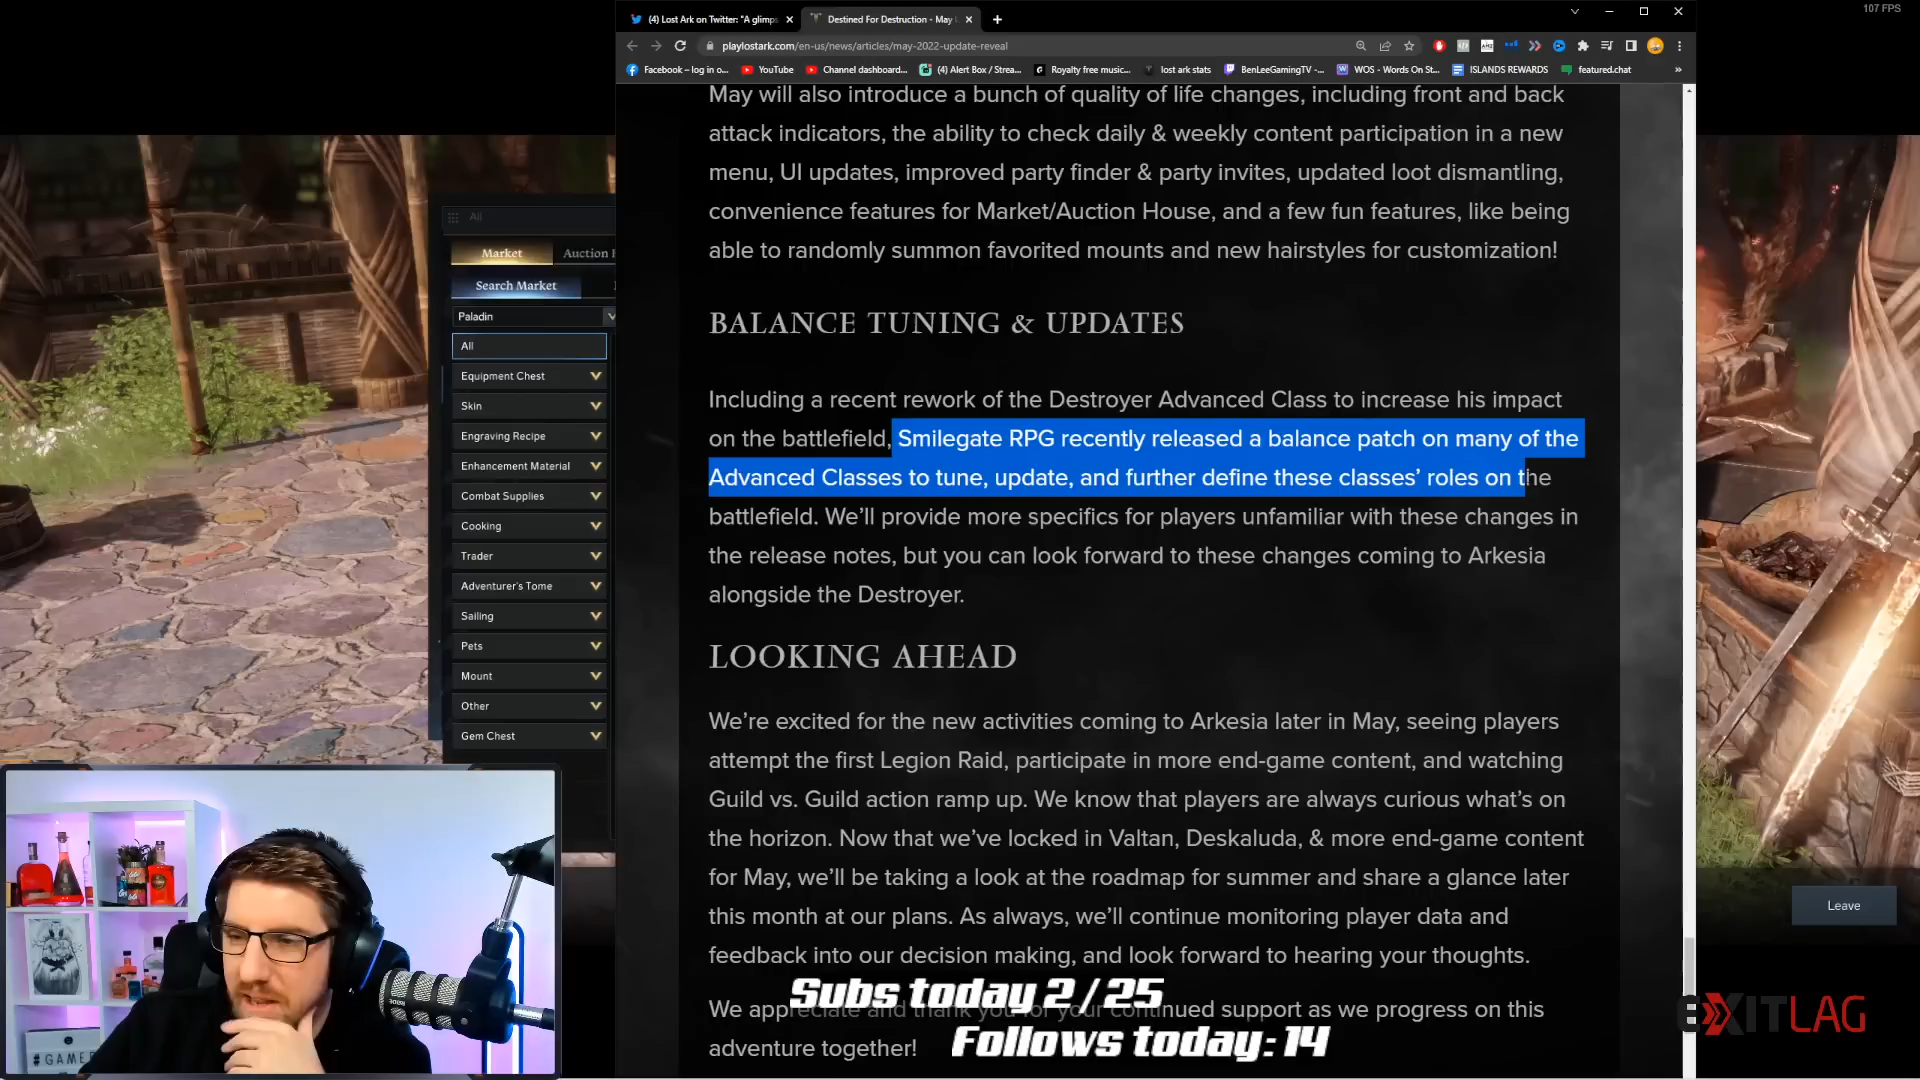 107 FPS
(4) Lost Ark on Twitter: "A glimps
Destined For Destruction - May
playlostark.com/en-us/news/articles/may-2022-update-reveal
Facebook – log in o...
YouTube
Channel dashboard...
(4) Alert Box / Strea...
Royalty free music...
lost ark stats
BenLeeGamingTV -...
WOS - Words On St...
ISLANDS REWARDS
featured.chat
May will also introduce a bunch of quality of life changes, including front and back
attack indicators, the ability to check daily & weekly content participation in a new
menu, UI updates, improved party finder & party invites, updated loot dismantling,
convenience features for Market/Auction House, and a few fun features, like being
able to randomly summon favorited mounts and new hairstyles for customization!
BALANCE TUNING & UPDATES
Including a recent rework of the Destroyer Advanced Class to increase his impact
on the battlefield, Smilegate RPG recently released a balance patch on many of the
Advanced Classes to tune, update, and further define these classes’ roles on the
battlefield. We’ll provide more specifics for players unfamiliar with these changes in
the release notes, but you can look forward to these changes coming to Arkesia
alongside the Destroyer.
LOOKING AHEAD
We’re excited for the new activities coming to Arkesia later in May, seeing players
attempt the first Legion Raid, participate in more end-game content, and watching
Guild vs. Guild action ramp up. We know that players are always curious what’s on
the horizon. Now that we’ve locked in Valtan, Deskaluda, & more end-game content
for May, we’ll be taking a look at the roadmap for summer and share a glance later
this month at our plans. As always, we’ll continue monitoring player data and
feedback into our decision making, and look forward to hearing your thoughts.
We appreciate and thank you for your continued support as we progress on this
adventure together!
All
Market
Auction
Search Market
Paladin
All
Equipment Chest
Skin
Engraving Recipe
Enhancement Material
Combat Supplies
Cooking
Trader
Adventurer's Tome
Sailing
Pets
Mount
Other
Gem Chest
Subs today 2/25
Follows today: 14
Leave
EXITLAG
RODE
#GAME